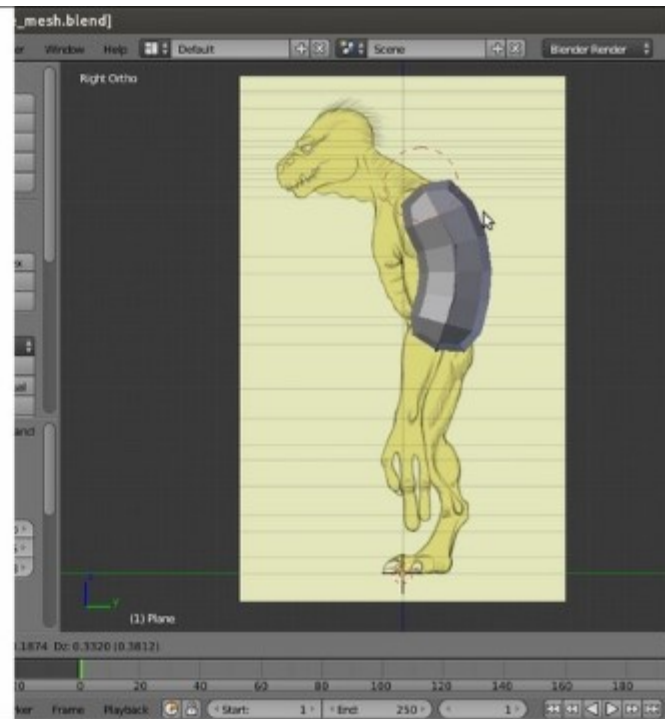 _mesh.blend]
Window Help Default Scene Blender Render
Right Ortho
(1) Plane
.1874 Dz: 0.3320 (0.3812)
0 20 40 60 80 100 120 140 160 180
Frame Playback Start: 1 End: 250 1